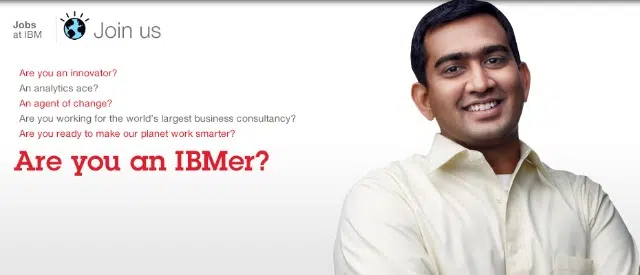 Jobs
at IBM
Join us
Are you an innovator?
An analytics ace?
An agent of change?
Are you working for the world's largest business consultancy?
Are you ready to make our planet work smarter?
Are you an IBMer?